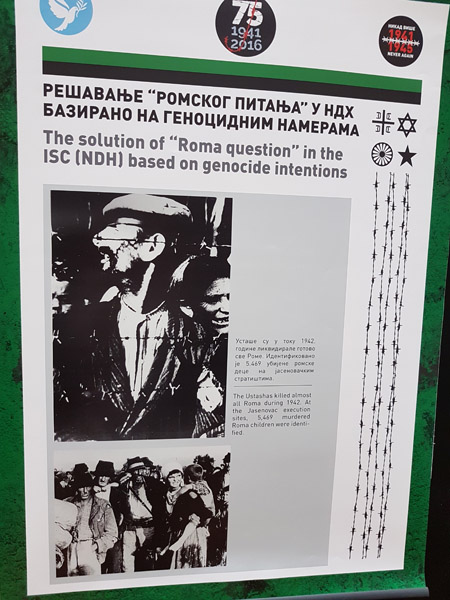 75
1941
2016
НИКАД ВИШЕ
1941
1945
NEVER AGAIN
РЕШАВАЊЕ “РОМСКОГ ПИТАЊА” У НДХ
БАЗИРАНО НА ГЕНОЦИДНИМ НАМЕРАМА
The solution of “Roma question” in the
ISC (NDH) based on genocide intentions
Усташе су у току 1942.
године ликвидирале готово
све Роме. Идентификовано
је 5.469 убијене ромске
деце на јасеновачким
стратиштима.
The Ustashas killed almost
all Roma during 1942. At
the Jasenovac execution
sites, 5,469 murdered
Roma children were identi-
fied.